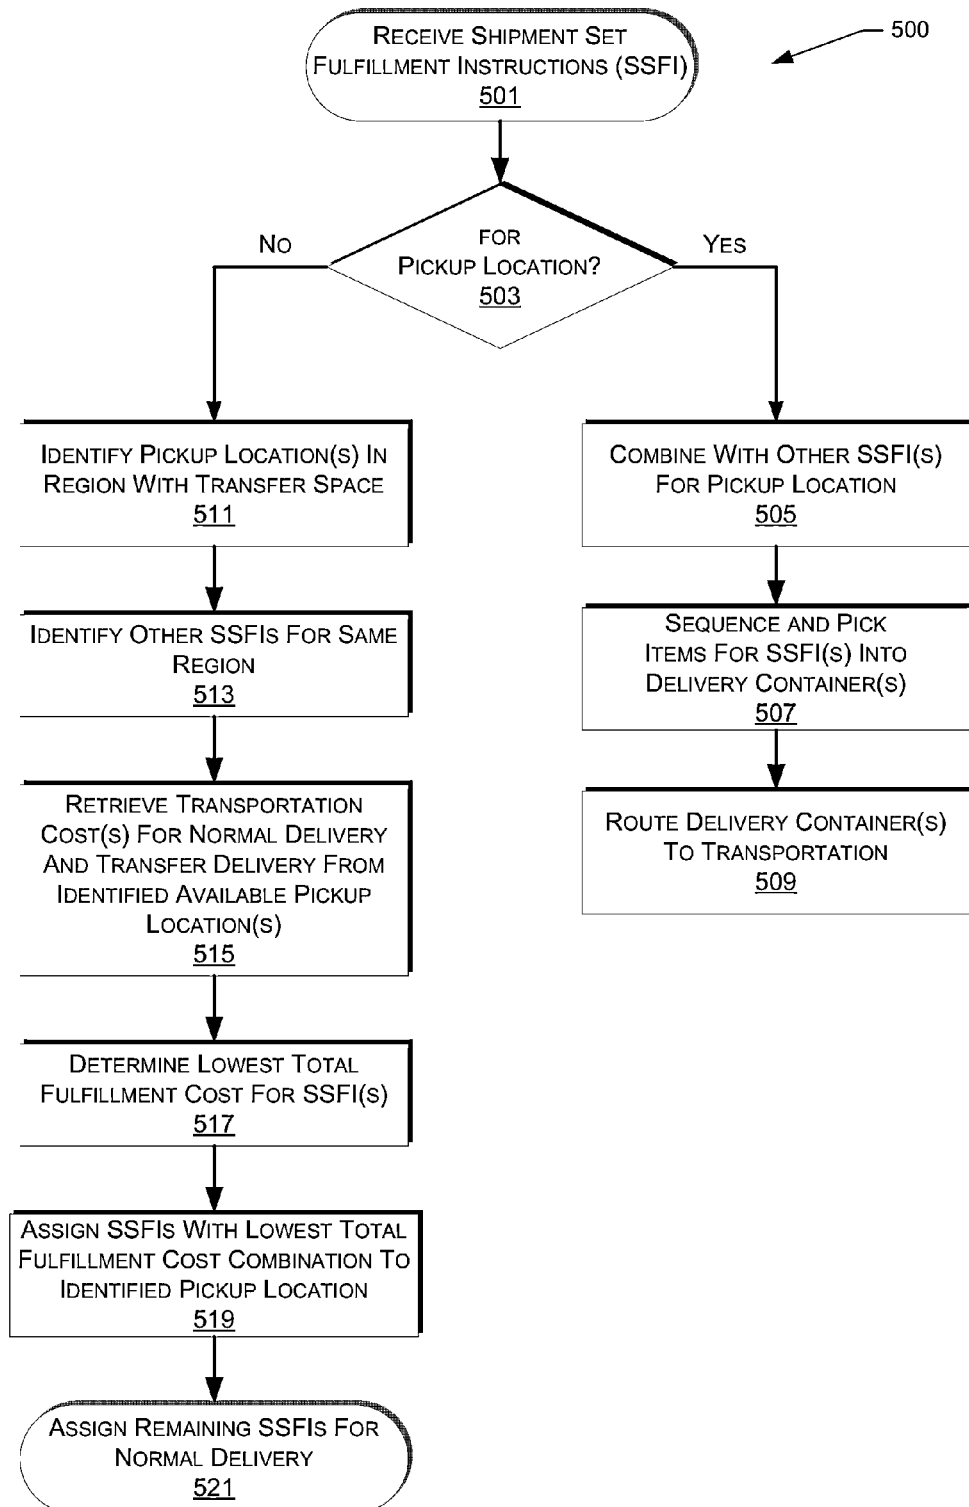 RECEIVE SHIPMENT SET
FULFILLMENT INSTRUCTIONS (SSFI)
501
500
FOR
PICKUP LOCATION?
503
NO
YES
IDENTIFY PICKUP LOCATION(S) IN
REGION WITH TRANSFER SPACE
511
IDENTIFY OTHER SSFIS FOR SAME
REGION
513
RETRIEVE TRANSPORTATION
COST(S) FOR NORMAL DELIVERY
AND TRANSFER DELIVERY FROM
IDENTIFIED AVAILABLE PICKUP
LOCATION(S)
515
DETERMINE LOWEST TOTAL
FULFILLMENT COST FOR SSFI(S)
517
ASSIGN SSFIS WITH LOWEST TOTAL
FULFILLMENT COST COMBINATION TO
IDENTIFIED PICKUP LOCATION
519
ASSIGN REMAINING SSFIS FOR
NORMAL DELIVERY
521
COMBINE WITH OTHER SSFI(S)
FOR PICKUP LOCATION
505
SEQUENCE AND PICK
ITEMS FOR SSFI(S) INTO
DELIVERY CONTAINER(S)
507
ROUTE DELIVERY CONTAINER(S)
TO TRANSPORTATION
509